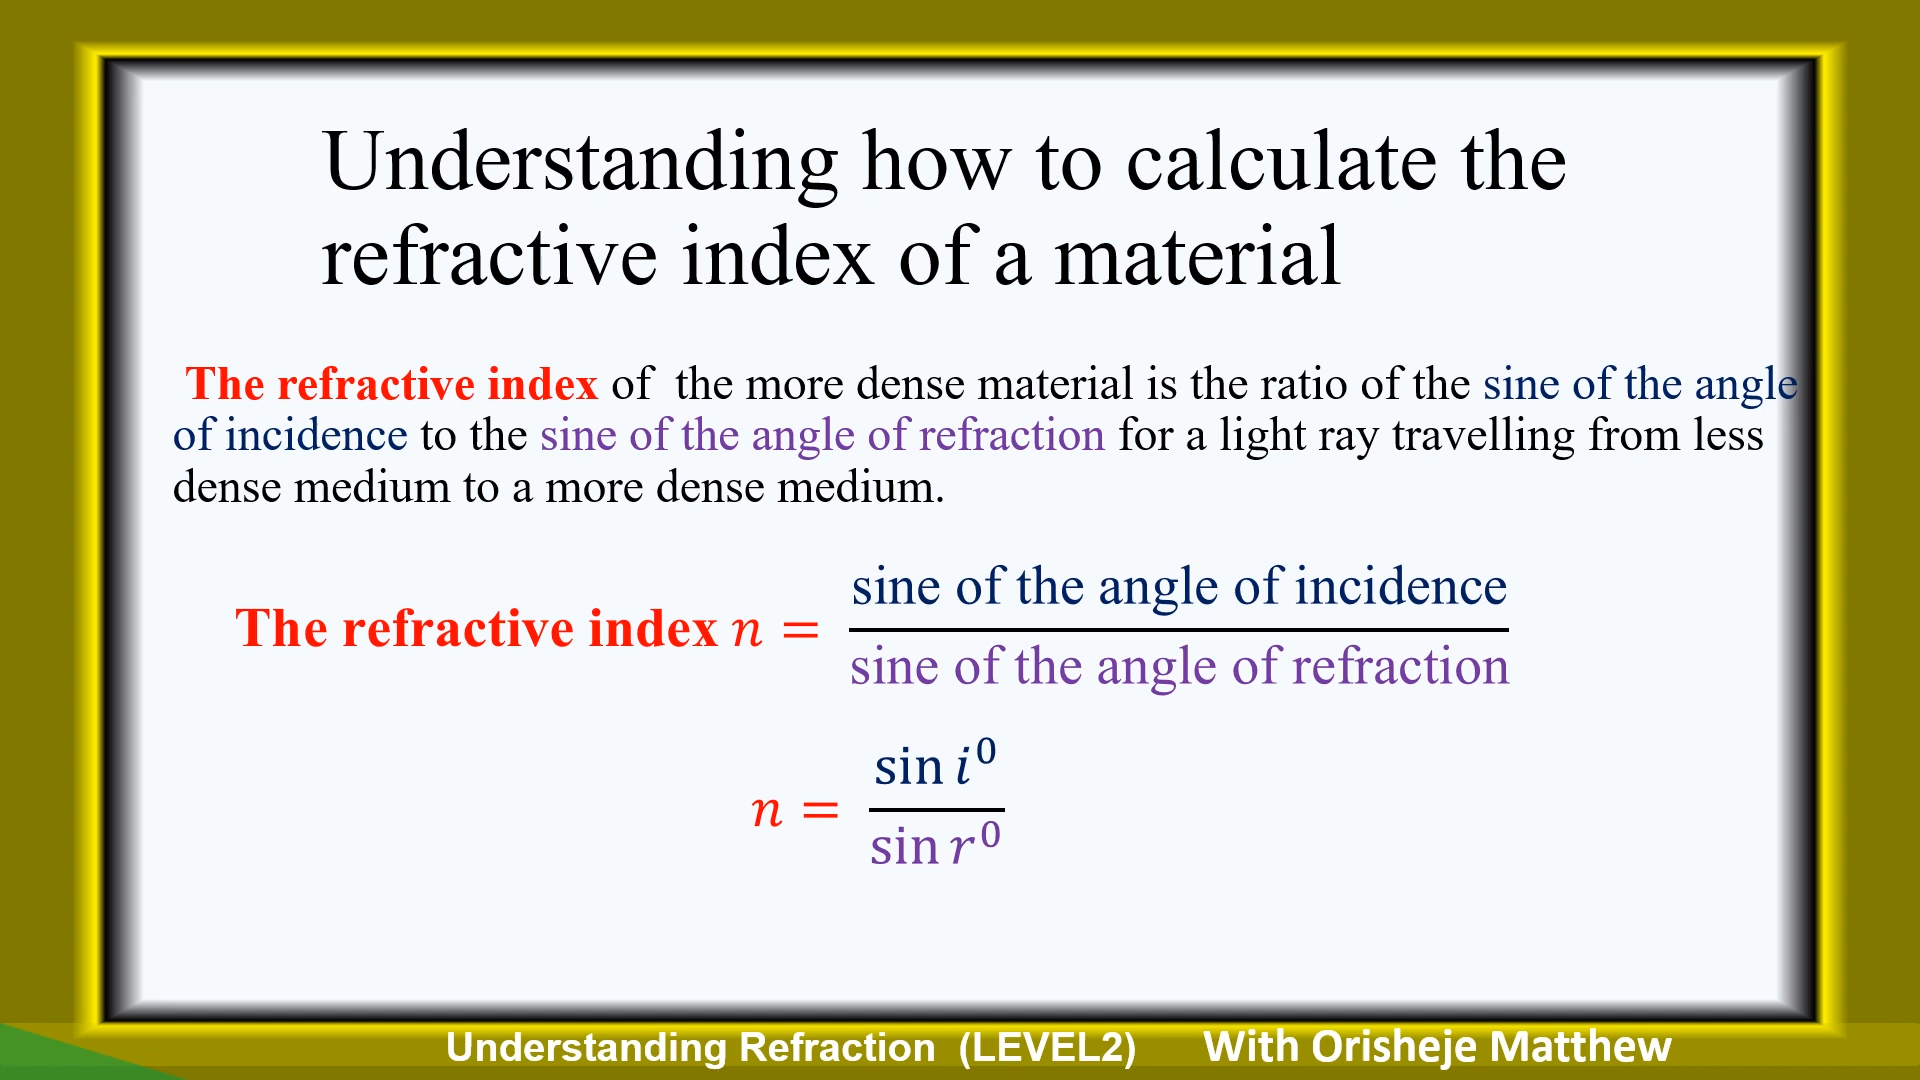 Understanding how to calculate the
refractive index of a material
The refractive index of the more dense material is the ratio of the sine of the angle
of incidence to the sine of the angle of refraction for a light ray travelling from less
dense medium to a more dense medium.
The refractive index n = sine of the angle of incidence
sine of the angle of refraction
n = sin i⁰
sin r⁰
Understanding Refraction (LEVEL2) With Orisheje Matthew